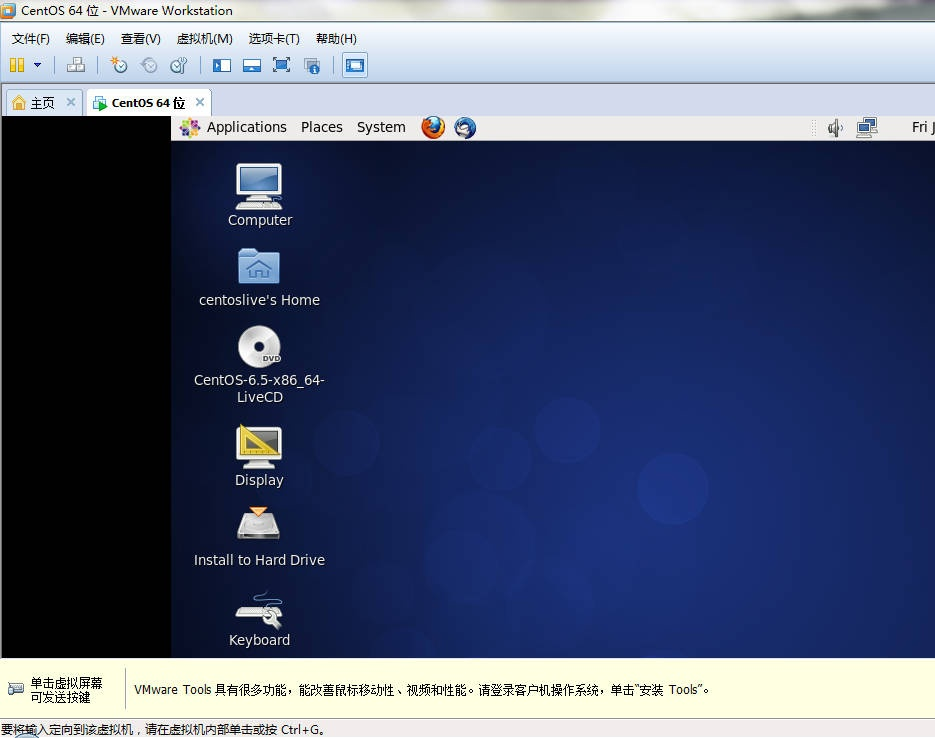 CentOS 64 位 - VMware Workstation
文件(F) 编辑(E) 查看(V) 虚拟机(M) 选项卡(T) 帮助(H)
主页 CentOS 64 位
Applications Places System Fri J
Computer
centoslive's Home
DVD
CentOS-6.5-x86_64-
LiveCD
Display
Install to Hard Drive
Keyboard
单击虚拟屏幕
可发送按键
VMware Tools 具有很多功能，能改善鼠标移动性、视频和性能。请登录客户机操作系统，单击“安装 Tools”。
要将输入定向到该虚拟机，请在虚拟机内部单击或按 Ctrl+G。